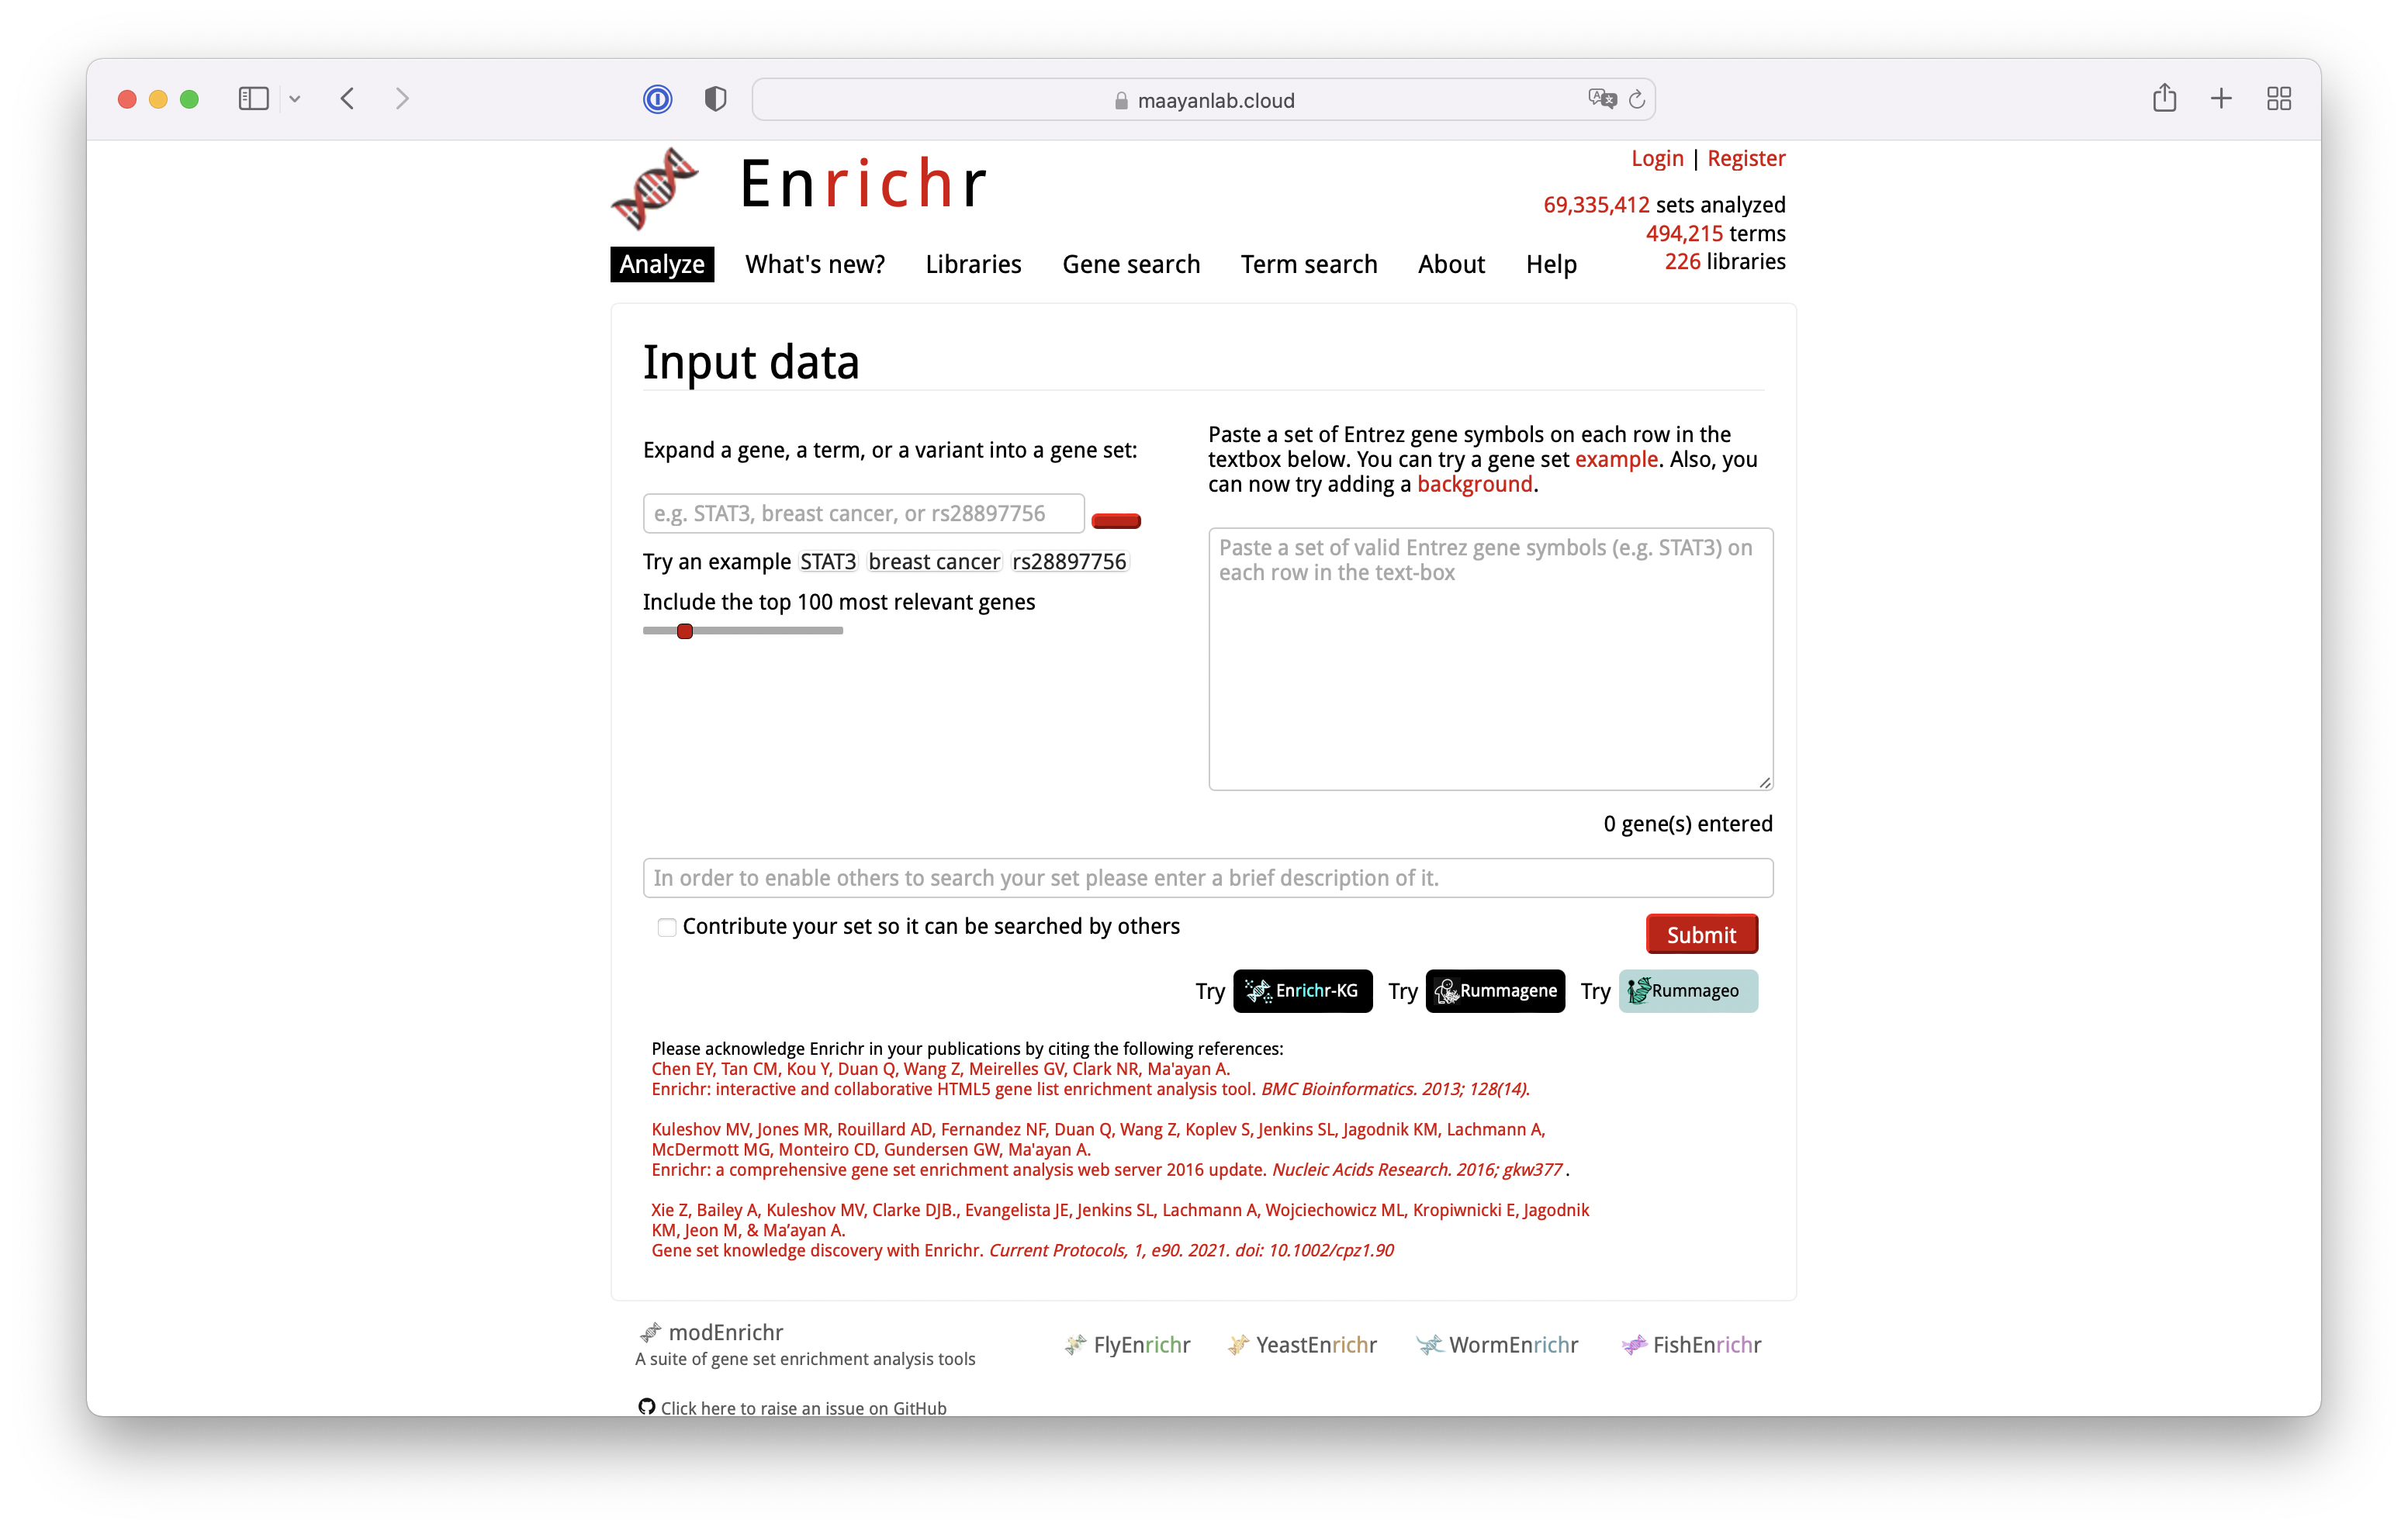 maayanlab.cloud
Enrichr
Login | Register
69,335,412 sets analyzed
494,215 terms
226 libraries
Analyze What's new? Libraries Gene search Term search About Help
Input data
Expand a gene, a term, or a variant into a gene set:
e.g. STAT3, breast cancer, or rs28897756
Try an example STAT3 breast cancer rs28897756
Include the top 100 most relevant genes
Paste a set of Entrez gene symbols on each row in the
textbox below. You can try a gene set example. Also, you
can now try adding a background.
Paste a set of valid Entrez gene symbols (e.g. STAT3) on
each row in the text-box
0 gene(s) entered
In order to enable others to search your set please enter a brief description of it.
Contribute your set so it can be searched by others
Submit
Try Enrichr-KG Try Rummagene Try Rummageo
Please acknowledge Enrichr in your publications by citing the following references:
Chen EY, Tan CM, Kou Y, Duan Q, Wang Z, Meirelles GV, Clark NR, Ma'ayan A.
Enrichr: interactive and collaborative HTML5 gene list enrichment analysis tool. BMC Bioinformatics. 2013; 128(14).
Kuleshov MV, Jones MR, Rouillard AD, Fernandez NF, Duan Q, Wang Z, Koplev S, Jenkins SL, Jagodnik KM, Lachmann A,
McDermott MG, Monteiro CD, Gundersen GW, Ma'ayan A.
Enrichr: a comprehensive gene set enrichment analysis web server 2016 update. Nucleic Acids Research. 2016; gkw377 .
Xie Z, Bailey A, Kuleshov MV, Clarke DJB., Evangelista JE, Jenkins SL, Lachmann A, Wojciechowicz ML, Kropiwnicki E, Jagodnik
KM, Jeon M, & Ma’ayan A.
Gene set knowledge discovery with Enrichr. Current Protocols, 1, e90. 2021. doi: 10.1002/cpz1.90
modEnrichr
A suite of gene set enrichment analysis tools
FlyEnrichr YeastEnrichr WormEnrichr FishEnrichr
Click here to raise an issue on GitHub